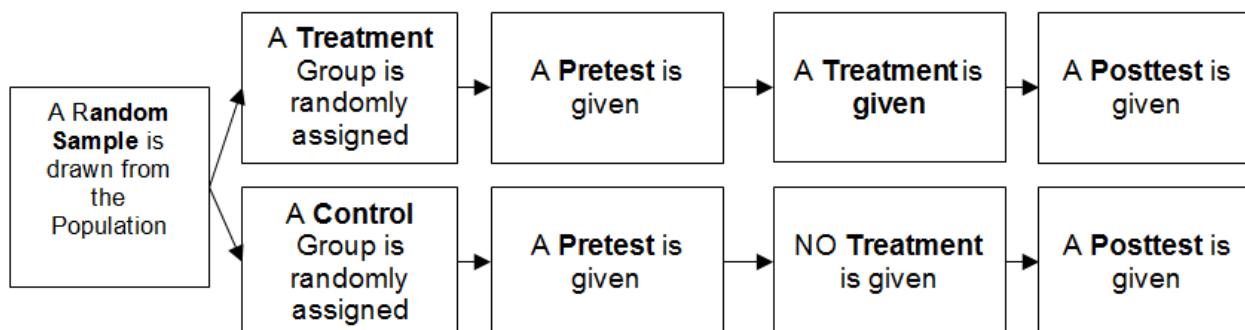 A Random
Sample is
drawn from
the
Population
A Treatment
Group is
randomly
assigned
A Pretest is
given
A Treatment is
given
A Posttest is
given
A Control
Group is
randomly
assigned
A Pretest is
given
NO Treatment
is given
A Posttest is
given